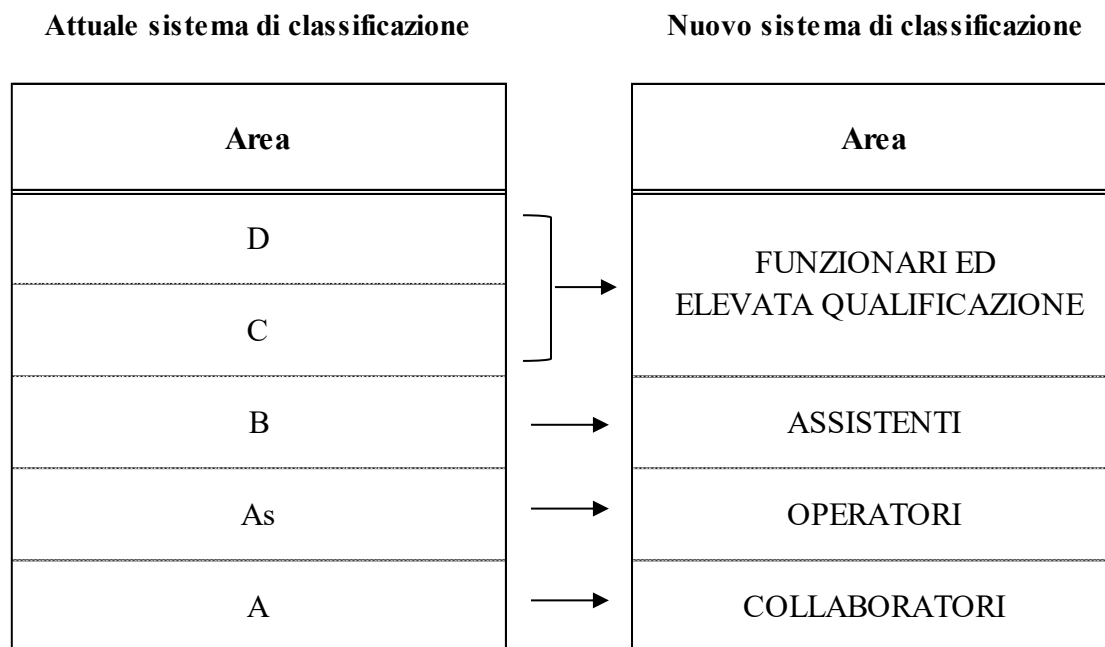 Attuale sistema di classificazione
Nuovo sistema di classificazione
Area
Area
D
C
B
As
A
FUNZIONARI ED
ELEVATA QUALIFICAZIONE
ASSISTENTI
OPERATORI
COLLABORATORI